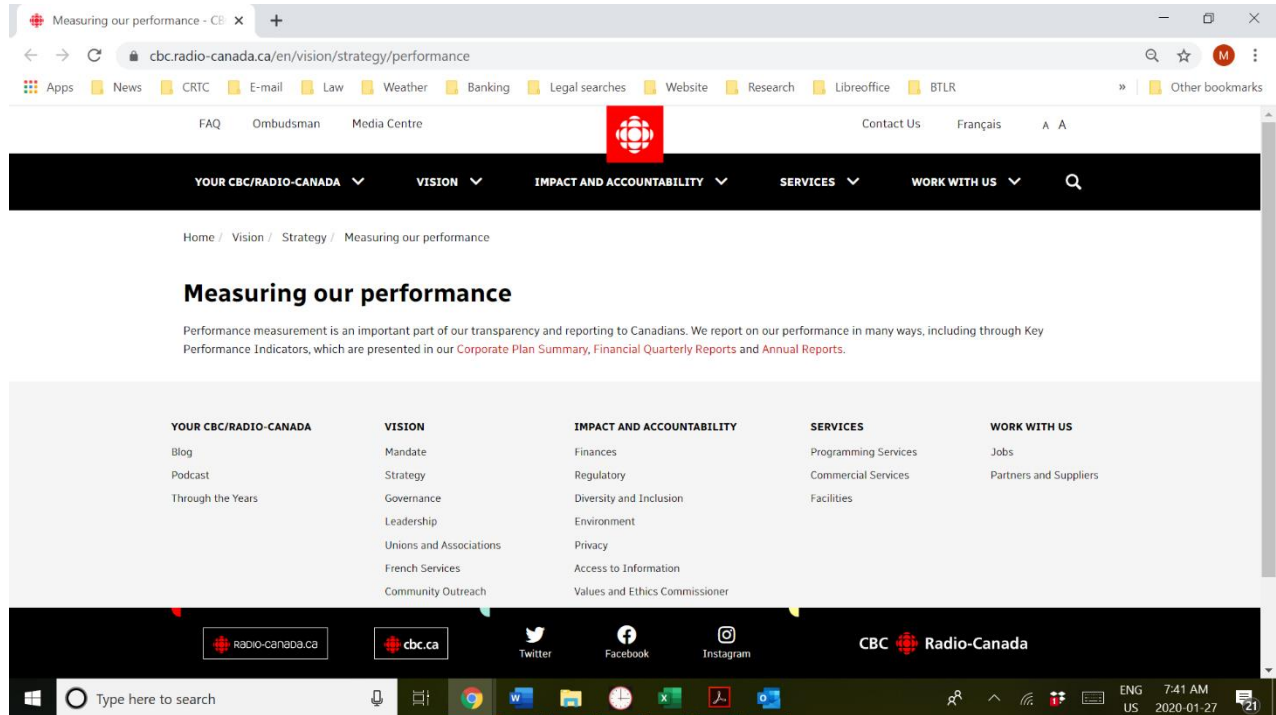 Measuring our performance - CB
cbc.radio-canada.ca/en/vision/strategy/performance
M
Apps News CRTC E-mail Law Weather Banking Legal searches Website Research Libreoffice BTLR » Other bookmarks
FAQ Ombudsman Media Centre Contact Us Français A A
YOUR CBC/RADIO-CANADA VISION IMPACT AND ACCOUNTABILITY SERVICES WORK WITH US
Home / Vision / Strategy / Measuring our performance
Measuring our performance
Performance measurement is an important part of our transparency and reporting to Canadians. We report on our performance in many ways, including through Key
Performance Indicators, which are presented in our Corporate Plan Summary, Financial Quarterly Reports and Annual Reports.
YOUR CBC/RADIO-CANADA VISION IMPACT AND ACCOUNTABILITY SERVICES WORK WITH US
Blog Mandate Finances Programming Services Jobs
Podcast Strategy Regulatory Commercial Services Partners and Suppliers
Through the Years Governance Diversity and Inclusion Facilities
Leadership Environment
Unions and Associations Privacy
French Services Access to Information
Community Outreach Values and Ethics Commissioner
Radio-Canada.ca cbc.ca Twitter Facebook Instagram CBC Radio-Canada
Type here to search ENG 7:41 AM
US 2020-01-27 21